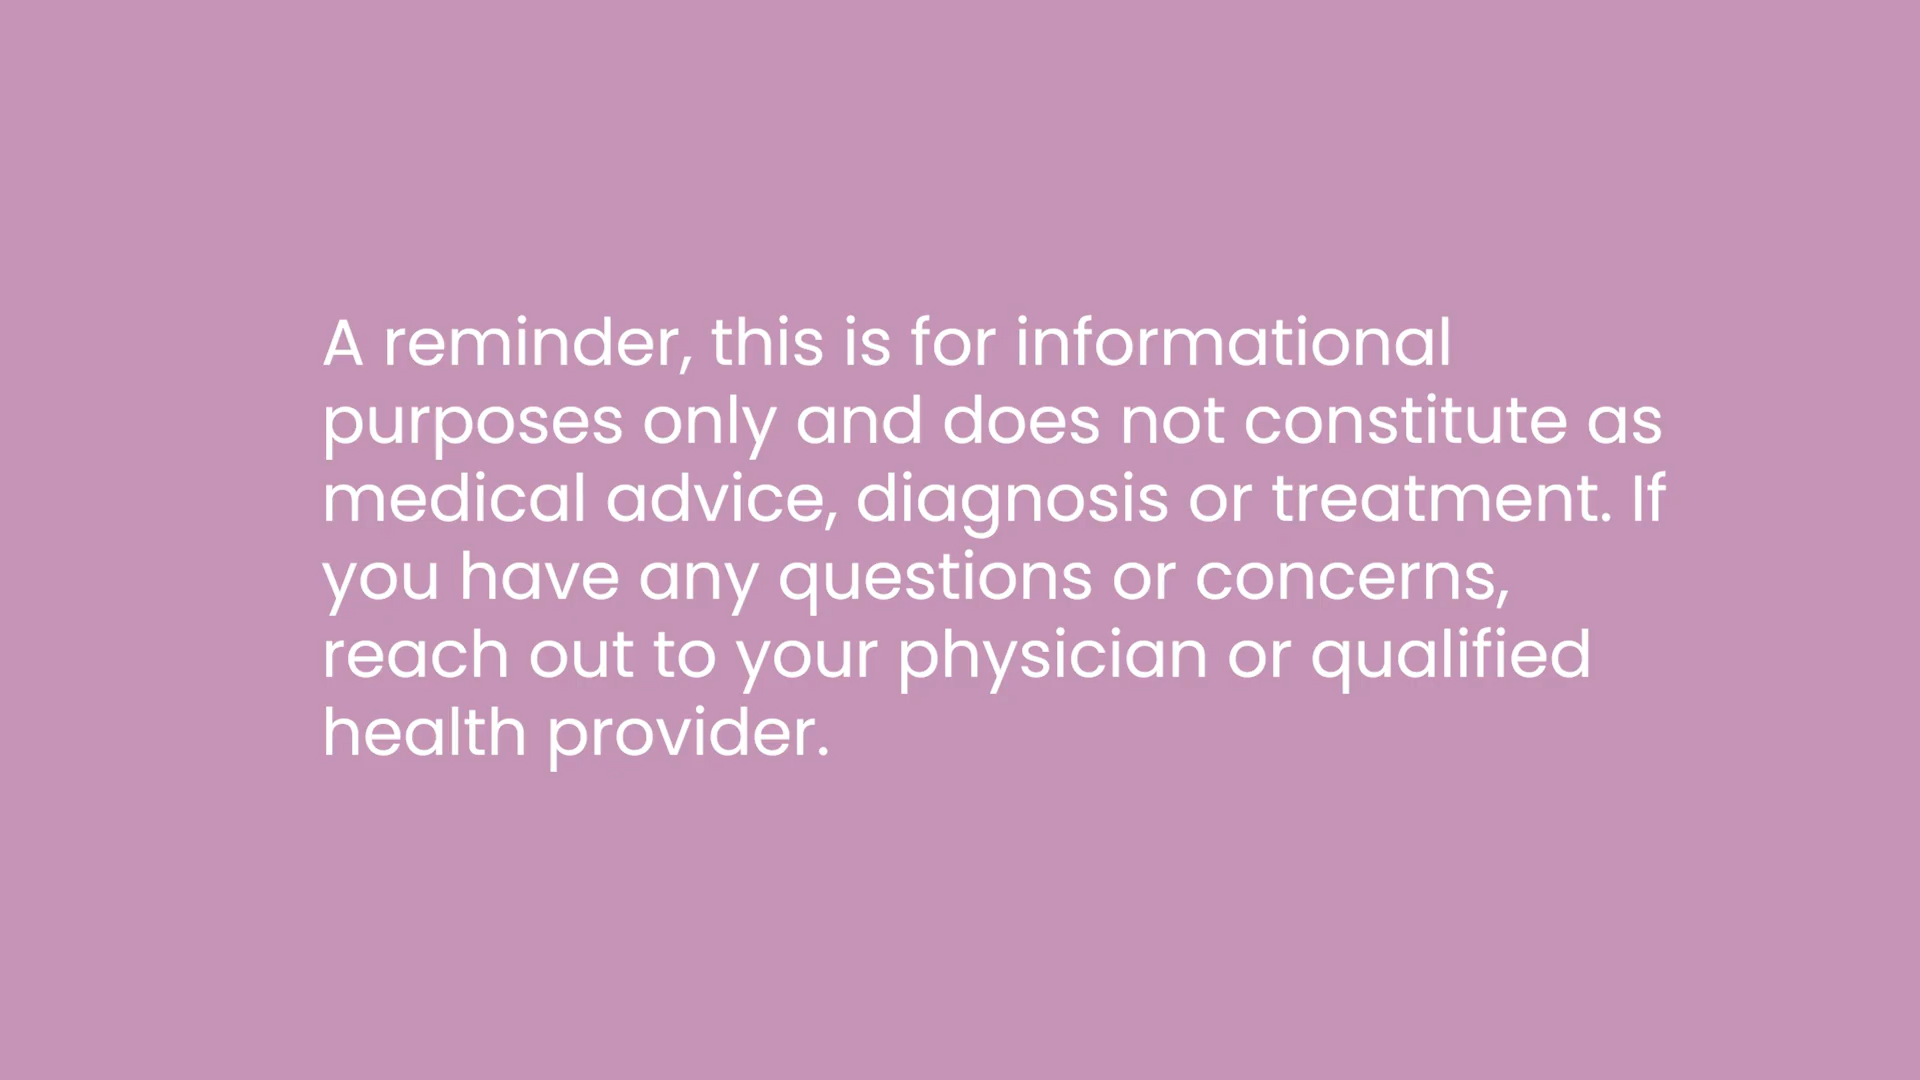 A reminder, this is for informational
purposes only and does not constitute as
medical advice, diagnosis or treatment. If
you have any questions or concerns,
reach out to your physician or qualified
health provider.